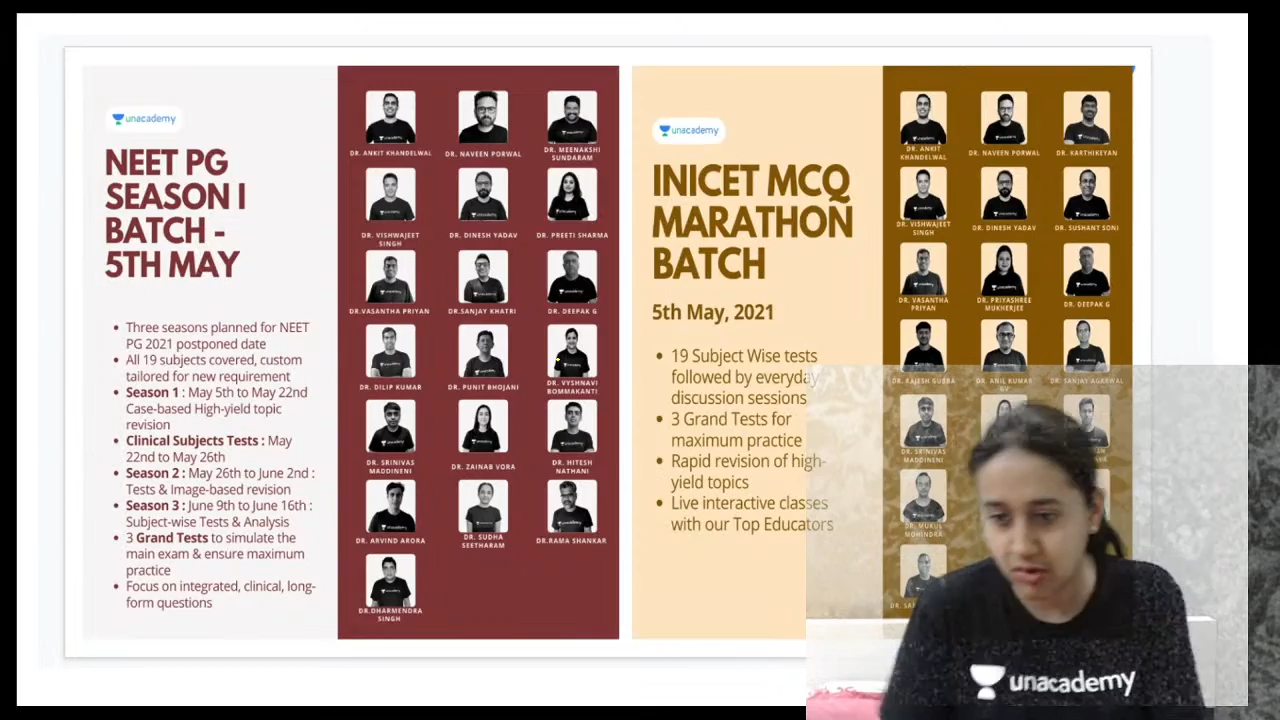 unacademy
NEET PG
SEASON I
BATCH -
5TH MAY
Three seasons planned for NEET
PG 2021 postponed date
All 19 subjects covered, custom
tailored for new requirement
Season 1 : May 5th to May 22nd
Case-based High-yield topic
revision
Clinical Subjects Tests : May
22nd to May 26th
Season 2 : May 26th to June 2nd :
Tests & Image-based revision
Season 3 : June 9th to June 16th :
Subject-wise Tests & Analysis
3 Grand Tests to simulate the
main exam & ensure maximum
practice
Focus on integrated, clinical, long-
form questions
DR. ANKIT KHANDELWAL
DR. NAVEEN PORWAL
DR. MEENAKSHI
SUNDARAM
DR. VISHWAJEET
SINGH
DR. DINESH YADAV
DR. PREETI SHARMA
DR.VASANTHA PRIYAN
DR.SANJAY KHATRI
DR. DEEPAK G
DR. DILIP KUMAR
DR. PUNIT BHOJANI
DR. VYSHNAVI
BOMMAKANTI
DR. SRINIVAS
MADDINENI
DR. ZAINAB VORA
DR. HITESH
NATHANI
DR. ARVIND ARORA
DR. SUDHA
SEETHARAM
DR.RAMA SHANKAR
DR.DHARMENDRA
SINGH
unacademy
INICET MCQ
MARATHON
BATCH
5th May, 2021
19 Subject Wise tests
followed by everyday
discussion sessions
3 Grand Tests for
maximum practice
Rapid revision of high-
yield topics
Live interactive classes
with our Top Educators
DR. ANKIT
KHANDELWAL
DR. NAVEEN PORWAL
DR. KARTHIKEYAN
DR. VISHWAJEET
SINGH
DR. DINESH YADAV
DR. SUSHANT SONI
DR. VASANTHA
PRIYAN
DR. PRIYASHREE
MUKHERJEE
DR. DEEPAK G
DR. RAJESH GUBBA
DR. ANIL KUMAR
DR. SANJAY AGARWAL
DR. SRINIVAS
MADDINENI
DR. MUKUL
MOHINDRA
unacademy